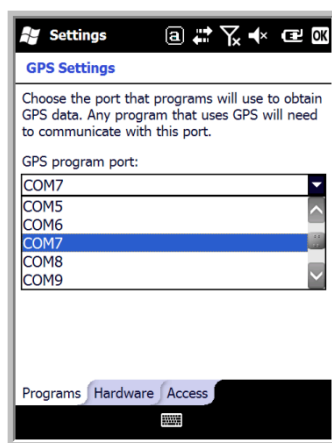 Settings
a
OK
GPS Settings
Choose the port that
programs will use to obtain
GPS data. Any program that uses GPS will need
to communicate with this port.
GPS program port:
COM7
COM5
COM6
COM7
COM8
COM9
Programs Hardware Access